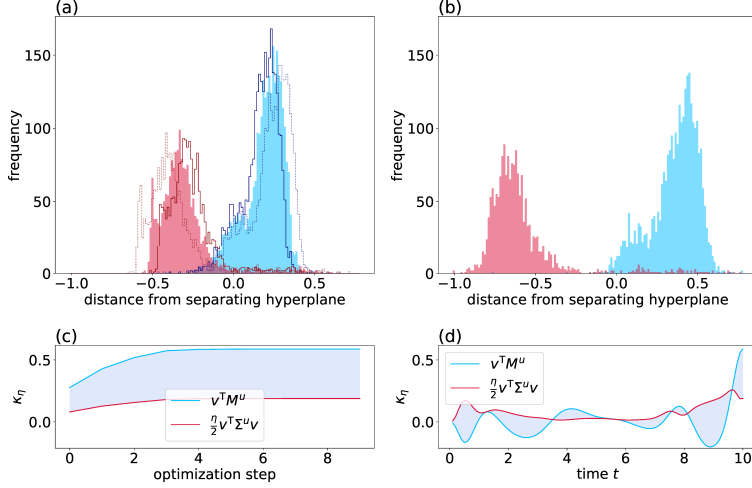 (a)
frequency
150
100
50
0
−1.0 −0.5 0.0 0.5
distance from separating hyperplane
(b)
frequency
150
100
50
0
−1.0 −0.5 0.0 0.5
distance from separating hyperplane
(c)
κη
0.5
0.0
vᵀMᵘ
η/2 vᵀΣᵘv
0 2 4 6 8
optimization step
(d)
κη
0.5
0.0
vᵀMᵘ
η/2 vᵀΣᵘv
0 2 4 6 8 10
time t